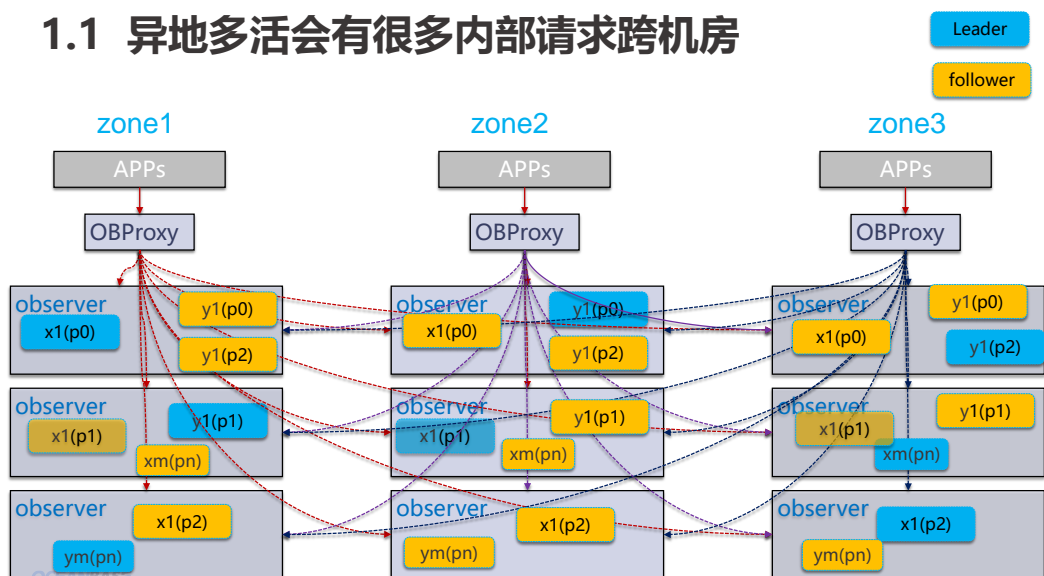 1.1 异地多活会有很多内部请求跨机房
Leader
follower
zone1
zone2
zone3
APPs
APPs
APPs
OBProxy
OBProxy
OBProxy
observer
x1(p0)
y1(p0)
y1(p2)
observer
x1(p0)
y1(p0)
y1(p2)
observer
x1(p0)
y1(p0)
y1(p2)
observer
x1(p1)
y1(p1)
xm(pn)
observer
x1(p1)
y1(p1)
xm(pn)
observer
x1(p1)
y1(p1)
xm(pn)
observer
x1(p2)
ym(pn)
observer
x1(p2)
ym(pn)
observer
x1(p2)
ym(pn)